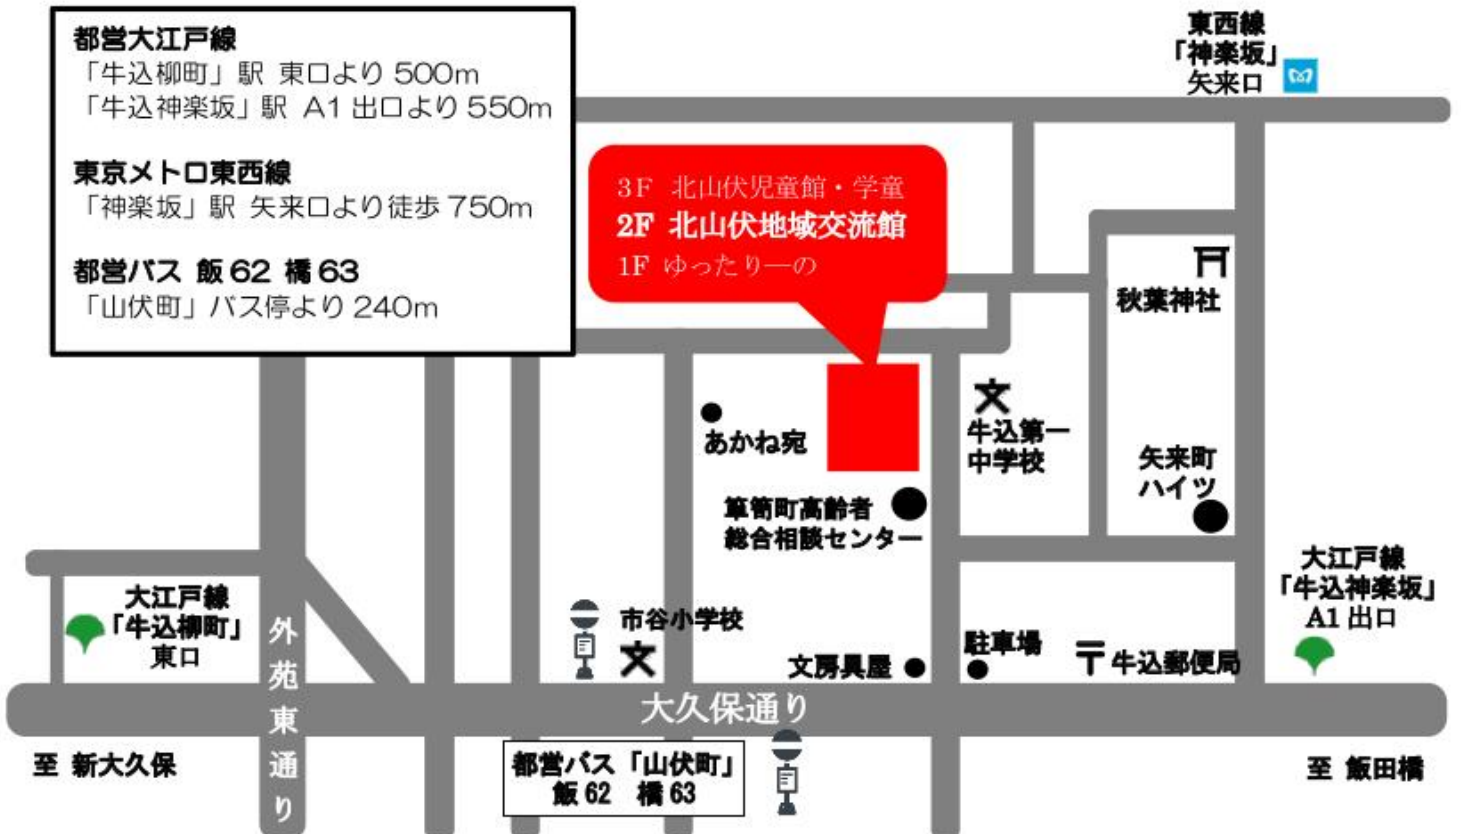 都営大江戸線
「牛込柳町」駅 東口より 500m
「牛込神楽坂」駅 A1 出口より 550m
東京メトロ東西線
「神楽坂」駅 矢来口より徒歩 750m
都営バス 飯 62 橋 63
「山伏町」バス停より 240m
東西線
「神楽坂」
矢来口
3F 北山伏児童館・学童
2F 北山伏地域交流館
1F ゆったりーの
秋葉神社
あかね宛
牛込第一
中学校
矢来町
ハイツ
箪笥町高齢者
総合相談センター
大江戸線
「牛込神楽坂」
A1 出口
大江戸線
「牛込柳町」
東口
外苑東通り
市谷小学校
文房具屋
駐車場
牛込郵便局
大久保通り
至 新大久保
都営バス「山伏町」
飯 62 橋 63
至 飯田橋